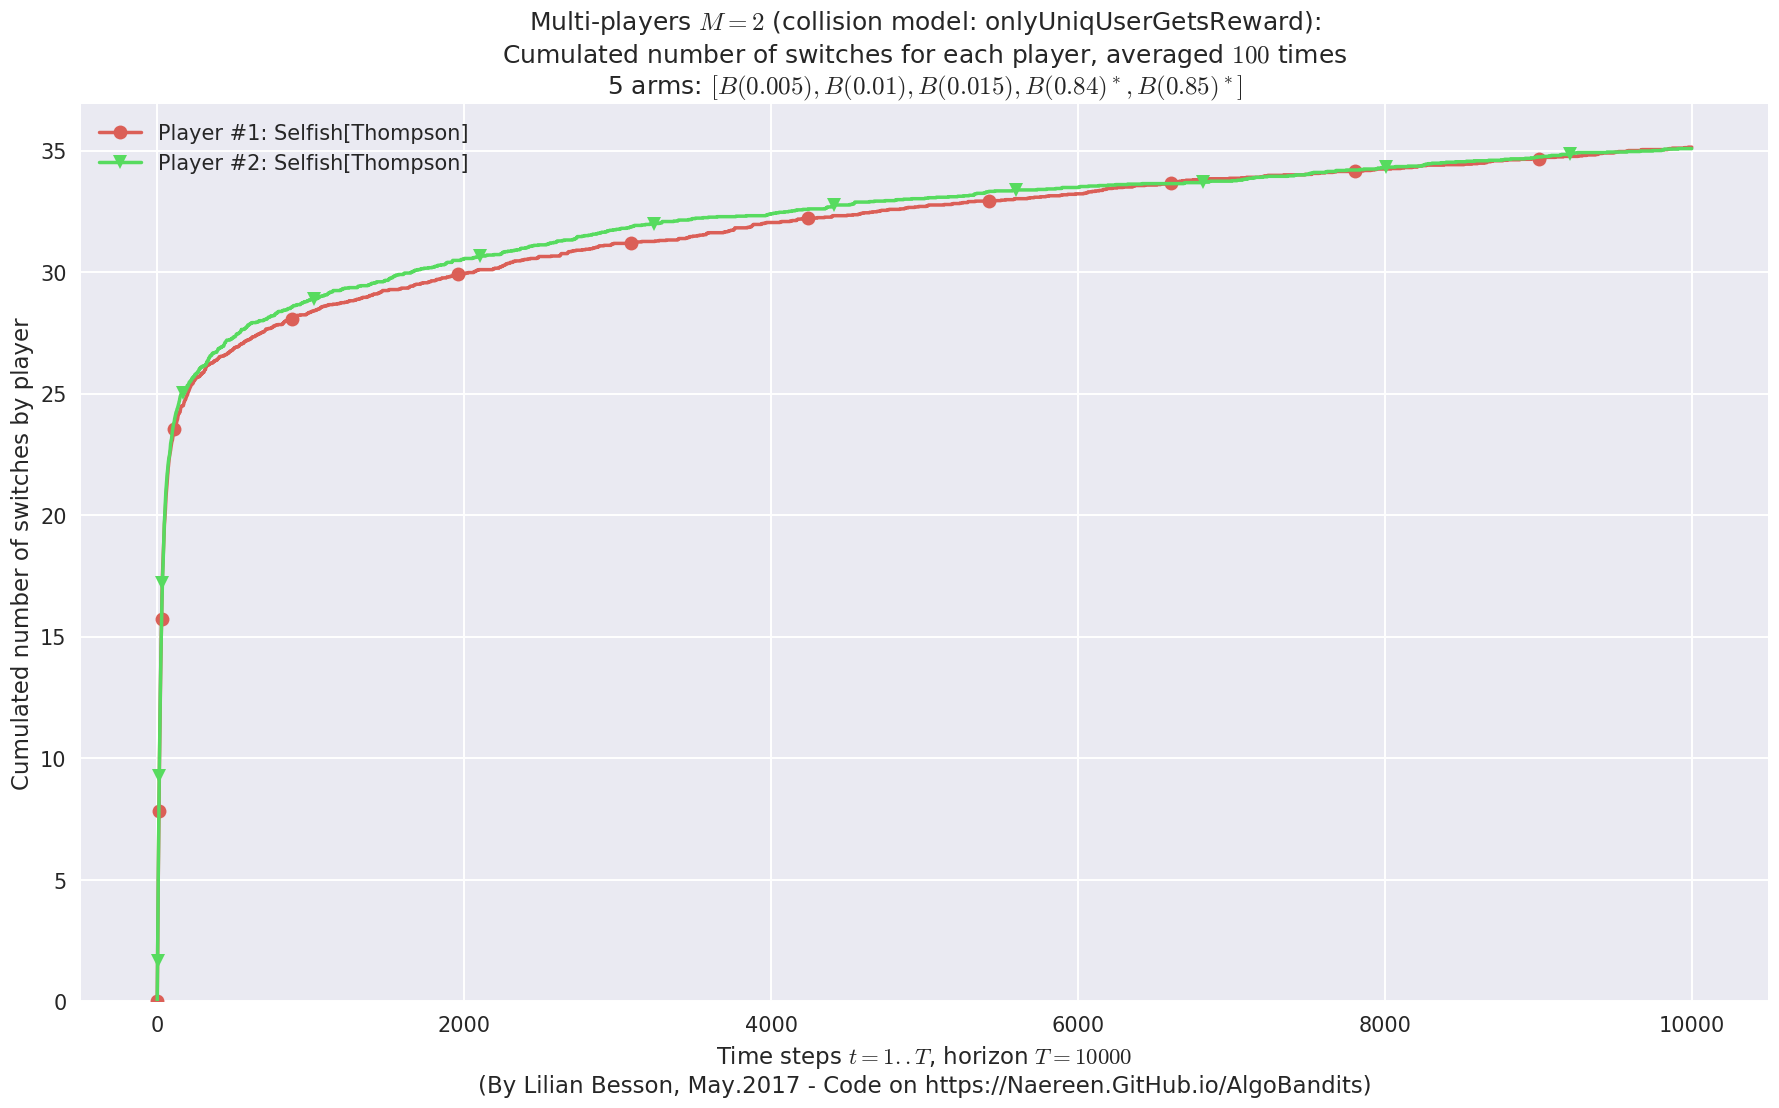 Multi-players M = 2 (collision model: onlyUniqUserGetsReward):
Cumulated number of switches for each player, averaged 100 times
5 arms: [B(0.005), B(0.01), B(0.015), B(0.84)*, B(0.85)*]
Player #1: Selfish[Thompson]
Player #2: Selfish[Thompson]
Cumulated number of switches by player
35
30
25
20
15
10
5
0
0 2000 4000 6000 8000 10000
Time steps t = 1..T, horizon T = 10000
(By Lilian Besson, May.2017 - Code on https://Naereen.GitHub.io/AlgoBandits)